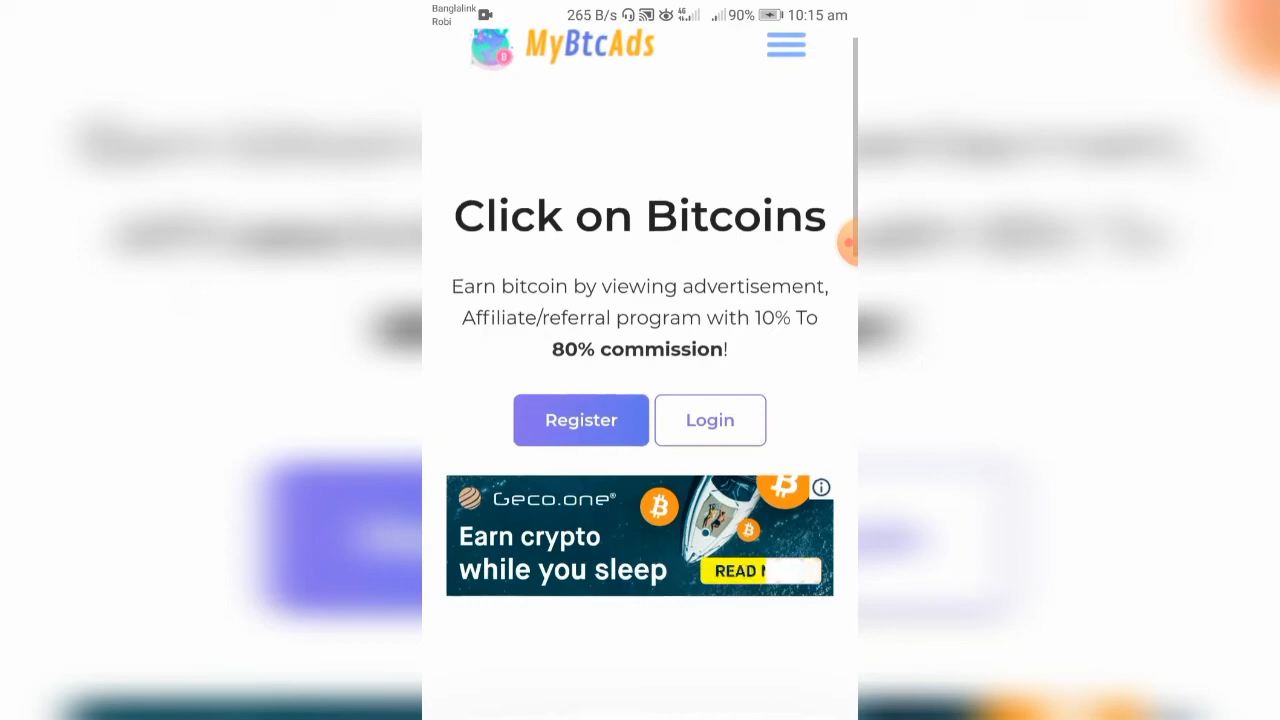 Banglalink
Robi
265 B/s 4G 90% 10:15 am
MyBtcAds
Click on Bitcoins
Earn bitcoin by viewing advertisement,
Affiliate/referral program with 10% To
80% commission!
Register Login
Geco.one®
Earn crypto
while you sleep
READ